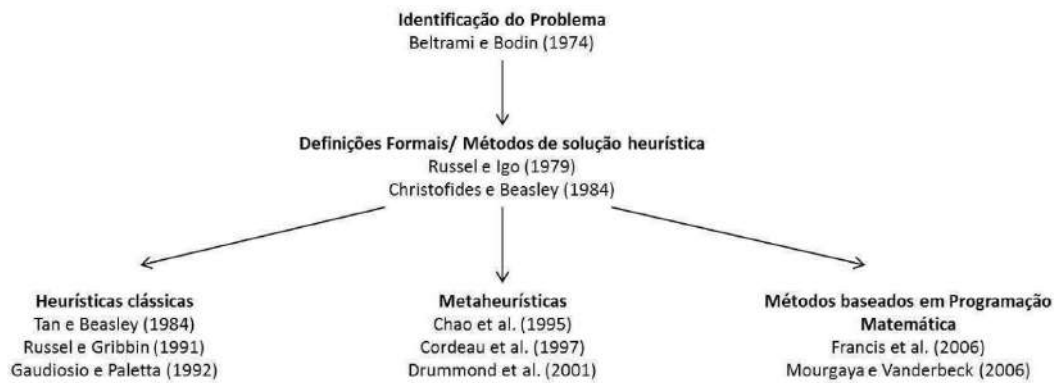 Identificação do Problema
Beltrami e Bodin (1974)
Definições Formais/ Métodos de solução heurística
Russel e Igo (1979)
Christofides e Beasley (1984)
Heurísticas clássicas
Tan e Beasley (1984)
Russel e Gribbin (1991)
Gaudiosio e Paletta (1992)
Metaheurísticas
Chao et al. (1995)
Cordeau et al. (1997)
Drummond et al. (2001)
Métodos baseados em Programação
Matemática
Francis et al. (2006)
Mourgaya e Vanderbeck (2006)